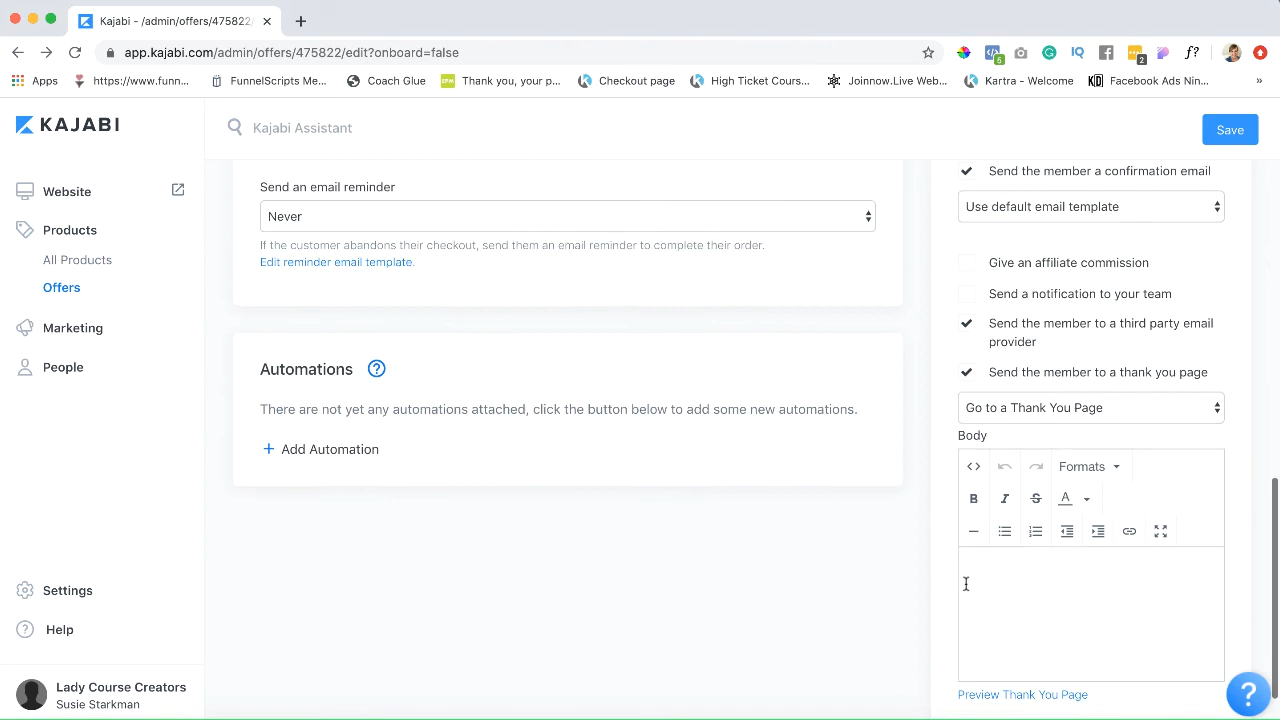 Kajabi - /admin/offers/475822/
app.kajabi.com/admin/offers/475822/edit?onboard=false
5
2
Apps
https://www.funn...
FunnelScripts Me...
Coach Glue
Thank you, your p...
Checkout page
High Ticket Cours...
Joinnow.Live Web...
Kartra - Welcome
Facebook Ads Nin...
»
KAJABI
Kajabi Assistant
Save
Website
Products
All Products
Offers
Marketing
People
Settings
Help
Lady Course Creators
Susie Starkman
Send an email reminder
Never
If the customer abandons their checkout, send them an email reminder to complete their order.
Edit reminder email template.
Automations ?
There are not yet any automations attached, click the button below to add some new automations.
+ Add Automation
Send the member a confirmation email
Use default email template
Give an affiliate commission
Send a notification to your team
Send the member to a third party email
provider
Send the member to a thank you page
Go to a Thank You Page
Body
<> Formats
B I S A
Preview Thank You Page
?